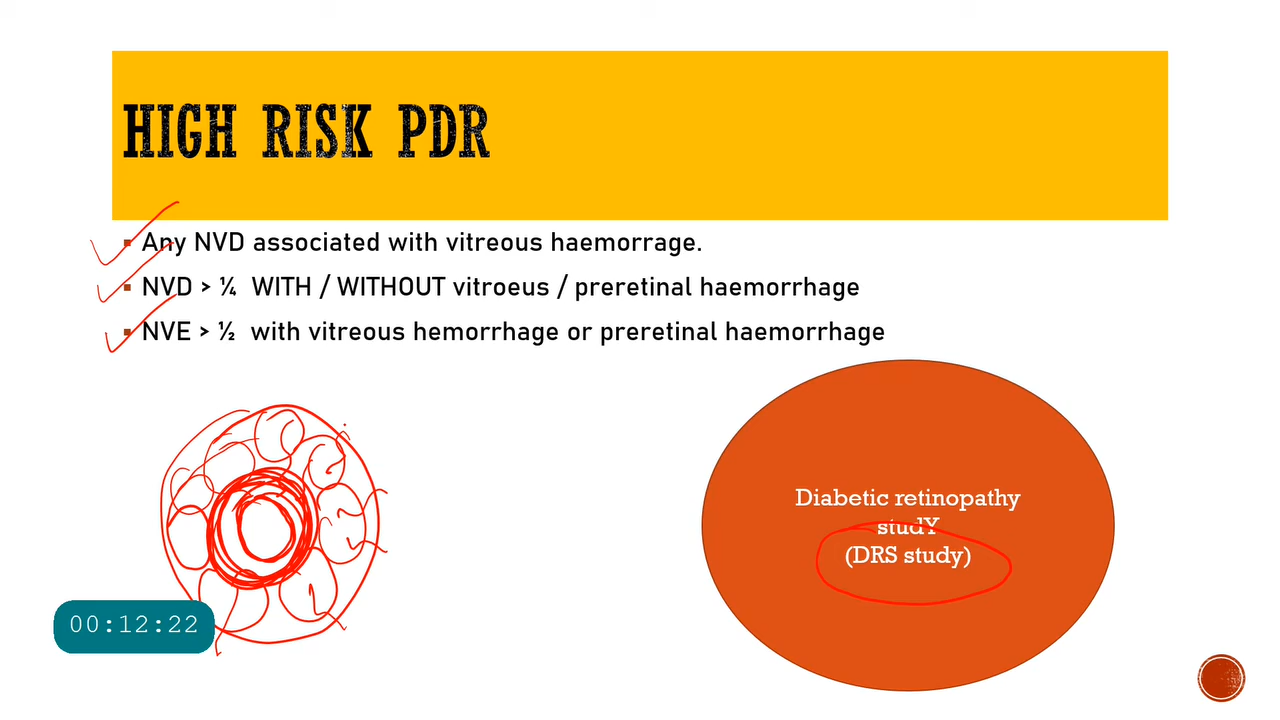 HIGH RISK PDR
Any NVD associated with vitreous haemorrage.
NVD > ¼ WITH / WITHOUT vitroeus / preretinal haemorrhage
NVE > ½ with vitreous hemorrhage or preretinal haemorrhage
Diabetic retinopathy
studY
(DRS study)
00:12:22